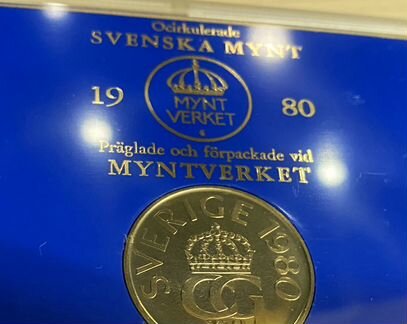 Ocirkulerade
SVENSKA MYNT
19 MYNT VERKET 80
Präglade och förpackade vid
MYNTVERKET
SVERIGE 1980
CG